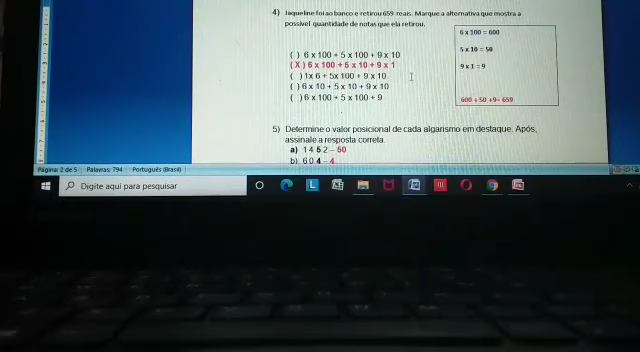 4) Jaqueline foi ao banco e retirou 659 reais. Marque a alternativa que mostra a
possível quantidade de notas que ela retirou.
( ) 6 x 100 + 5 x 100 + 9 x 10
( X ) 6 x 100 + 5 x 10 + 9 x 1
( ) 1x 6 + 5x 100 + 9 x 10
( ) 6 x 10 + 5 x 10 + 9 x 10
( ) 6 x 100 + 5 x 100 + 9
6 x 100 = 600
5 x 10 = 50
9 x 1 = 9
600 + 50 +9= 659
5) Determine o valor posicional de cada algarismo em destaque. Após,
assinale a resposta correta.
a) 1 4 5 2 – 50
b) 6 0 4 – 4
Página: 2 de 5 Palavras: 794 Português (Brasil)
Digite aqui para pesquisar